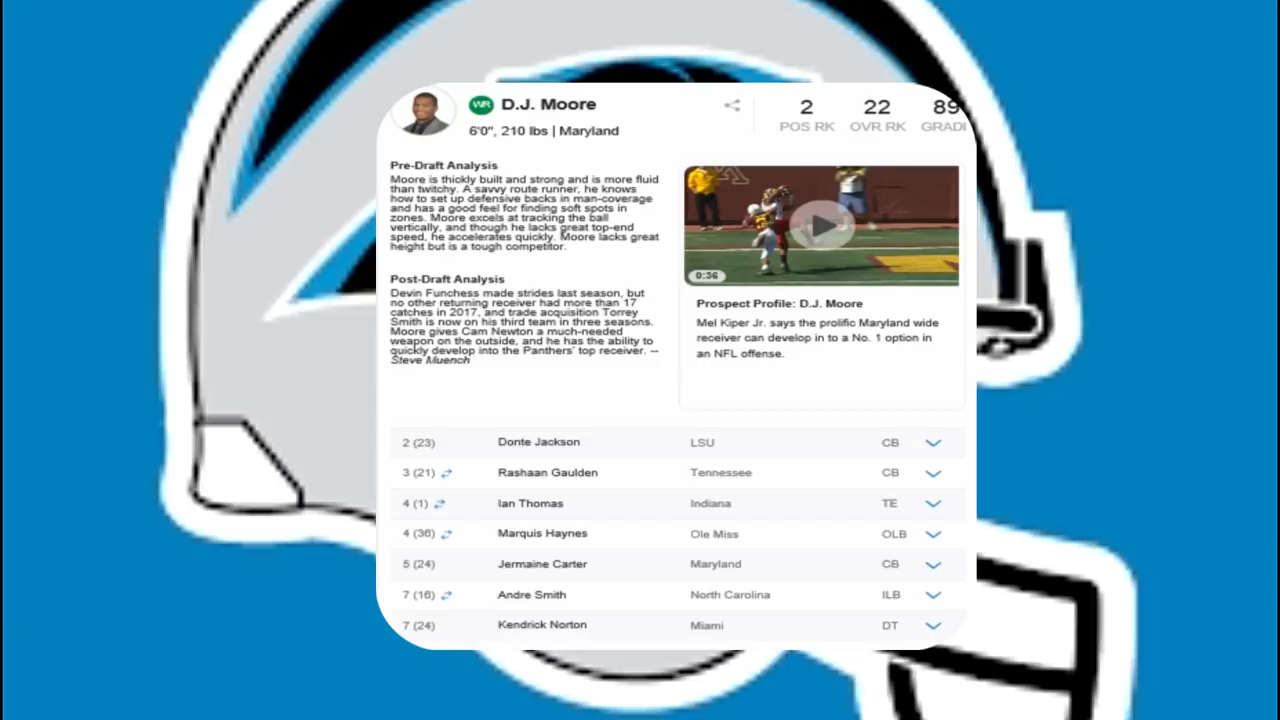 WR D.J. Moore
6'0", 210 lbs | Maryland
2 22 89
POS RK OVR RK GRADE
Pre-Draft Analysis
Moore is thickly built and strong and is more fluid
than twitchy. A savvy route runner, he knows
how to set up defensive backs in man-coverage
and has a good feel for finding soft spots in
zones. Moore excels at tracking the ball
vertically, and though he lacks great top-end
speed, he accelerates quickly. Moore lacks great
height but is a tough competitor.
Post-Draft Analysis
Devin Funchess made strides last season, but
no other returning receiver had more than 17
catches in 2017, and trade acquisition Torrey
Smith is now on his third team in three seasons.
Moore gives Cam Newton a much-needed
weapon on the outside, and he has the ability to
quickly develop into the Panthers' top receiver. --
Steve Muench
0:36
Prospect Profile: D.J. Moore
Mel Kiper Jr. says the prolific Maryland wide
receiver can develop in to a No. 1 option in
an NFL offense.
2 (23) Donte Jackson LSU CB
3 (21) Rashaan Gaulden Tennessee CB
4 (1) Ian Thomas Indiana TE
4 (36) Marquis Haynes Ole Miss OLB
5 (24) Jermaine Carter Maryland CB
7 (16) Andre Smith North Carolina ILB
7 (24) Kendrick Norton Miami DT